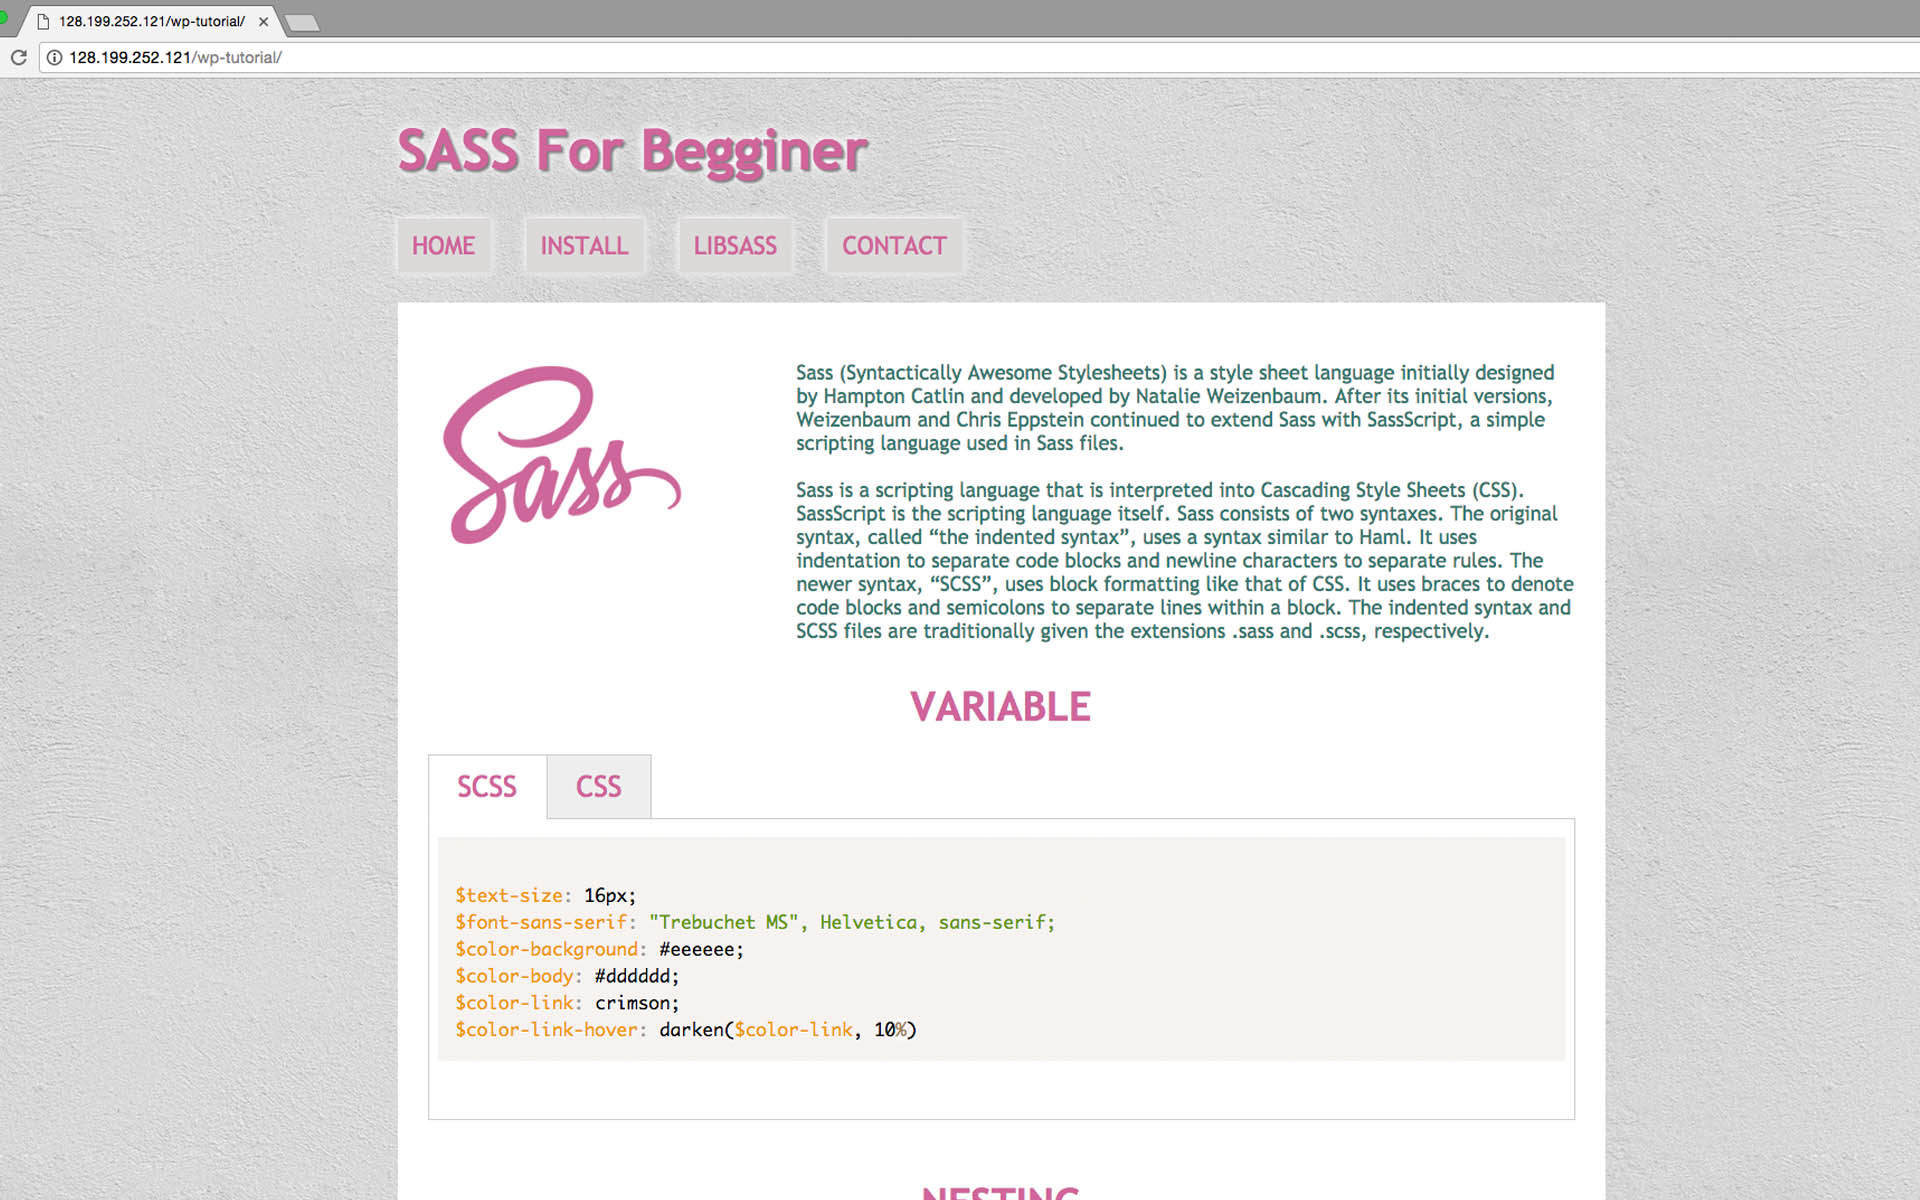 128.199.252.121/wp-tutorial/
128.199.252.121/wp-tutorial/
SASS For Begginer
HOME INSTALL LIBSASS CONTACT
Sass
Sass (Syntactically Awesome Stylesheets) is a style sheet language initially designed
by Hampton Catlin and developed by Natalie Weizenbaum. After its initial versions,
Weizenbaum and Chris Eppstein continued to extend Sass with SassScript, a simple
scripting language used in Sass files.
Sass is a scripting language that is interpreted into Cascading Style Sheets (CSS).
SassScript is the scripting language itself. Sass consists of two syntaxes. The original
syntax, called “the indented syntax”, uses a syntax similar to Haml. It uses
indentation to separate code blocks and newline characters to separate rules. The
newer syntax, “SCSS”, uses block formatting like that of CSS. It uses braces to denote
code blocks and semicolons to separate lines within a block. The indented syntax and
SCSS files are traditionally given the extensions .sass and .scss, respectively.
VARIABLE
SCSS CSS
$text-size: 16px;
$font-sans-serif: "Trebuchet MS", Helvetica, sans-serif;
$color-background: #eeeeee;
$color-body: #dddddd;
$color-link: crimson;
$color-link-hover: darken($color-link, 10%)
NESTING